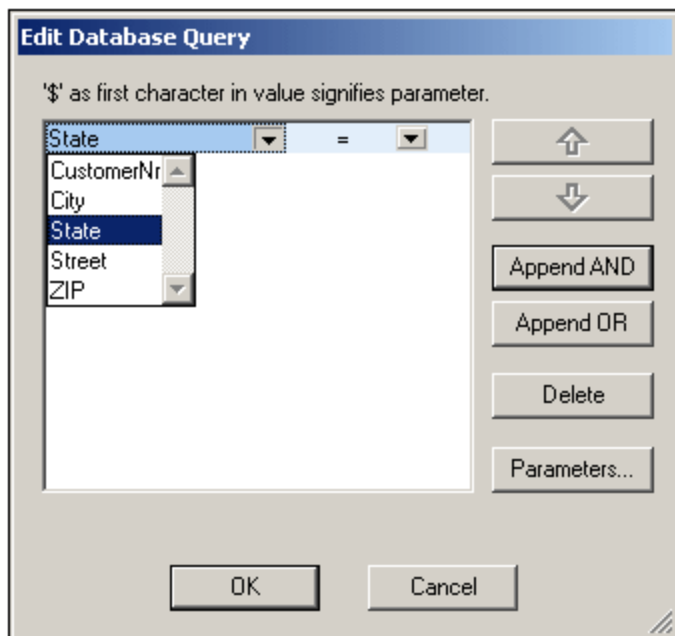 Edit Database Query
'$' as first character in value signifies parameter.
State =
CustomerNr
City
State
Street
ZIP
Append AND
Append OR
Delete
Parameters...
OK Cancel